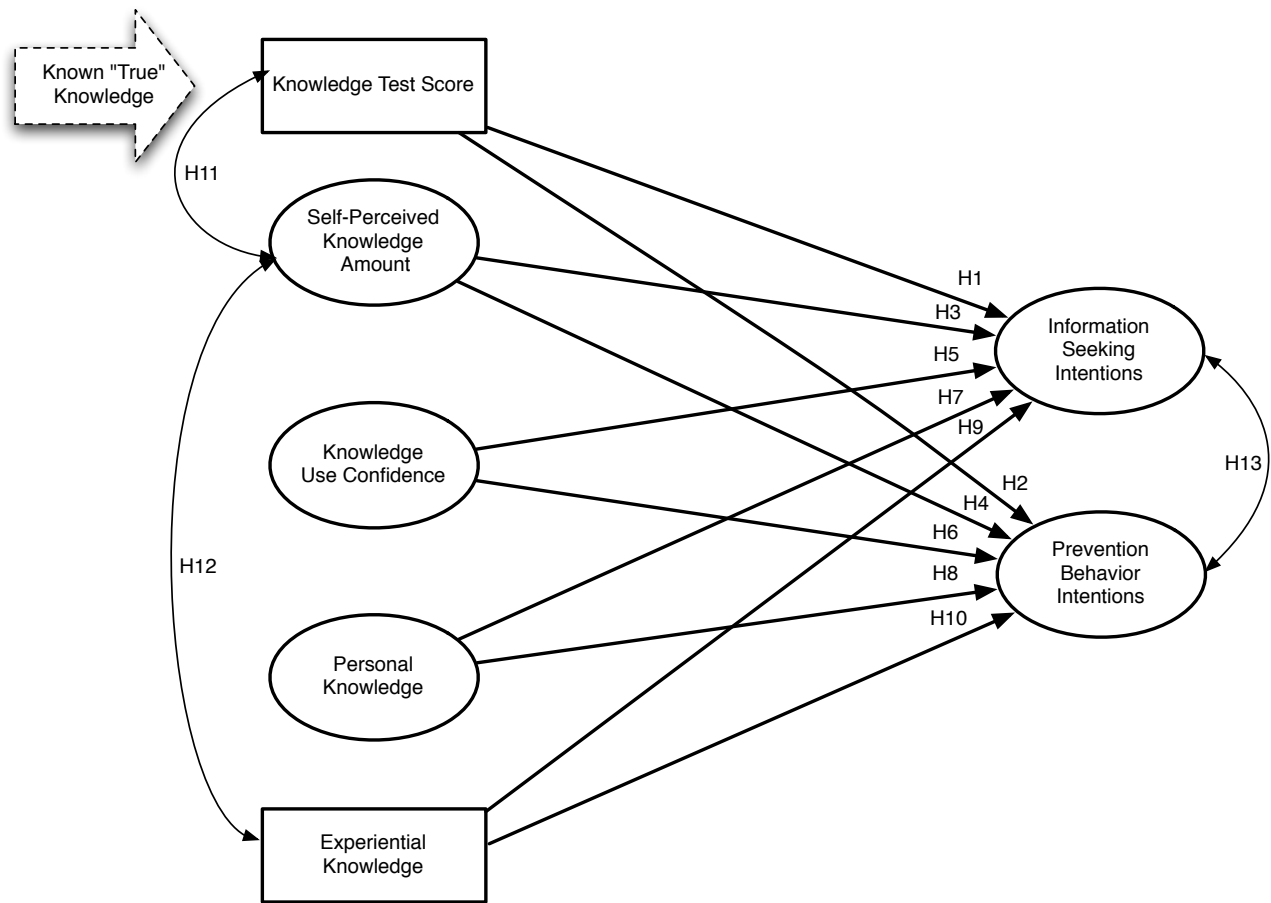 Known "True"
Knowledge
Knowledge Test Score
H11
Self-Perceived
Knowledge
Amount
H1
H3
Information
Seeking
Intentions
H5
H7
H9
Knowledge
Use Confidence
H13
H2
H4
H6
Prevention
Behavior
Intentions
H12
H8
H10
Personal
Knowledge
Experiential
Knowledge